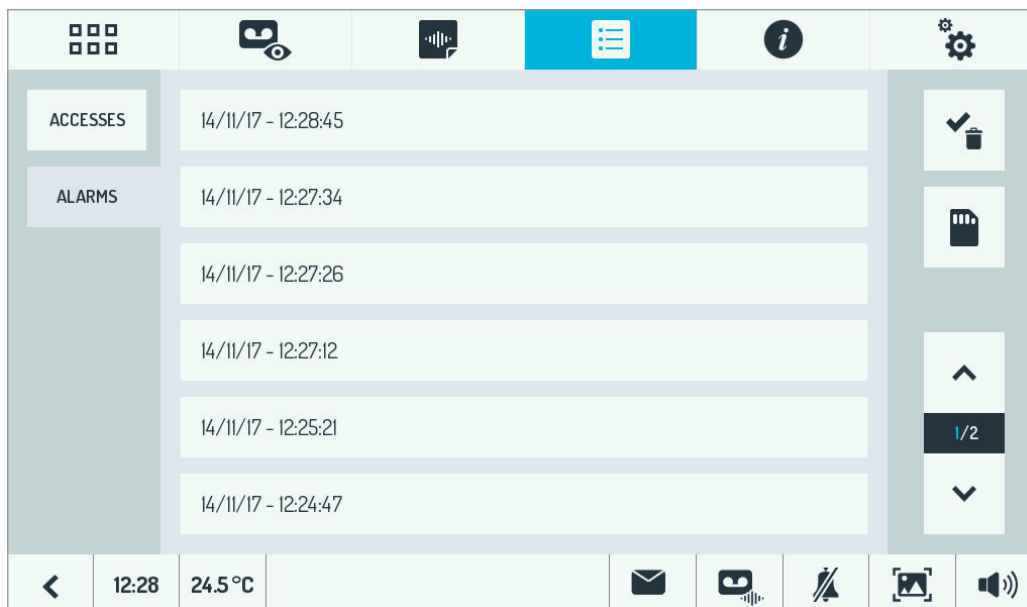 ACCESSES
ALARMS
14/11/17 - 12:28:45
14/11/17 - 12:27:34
14/11/17 - 12:27:26
14/11/17 - 12:27:12
14/11/17 - 12:25:21
14/11/17 - 12:24:47
1/2
12:28
24.5 °C